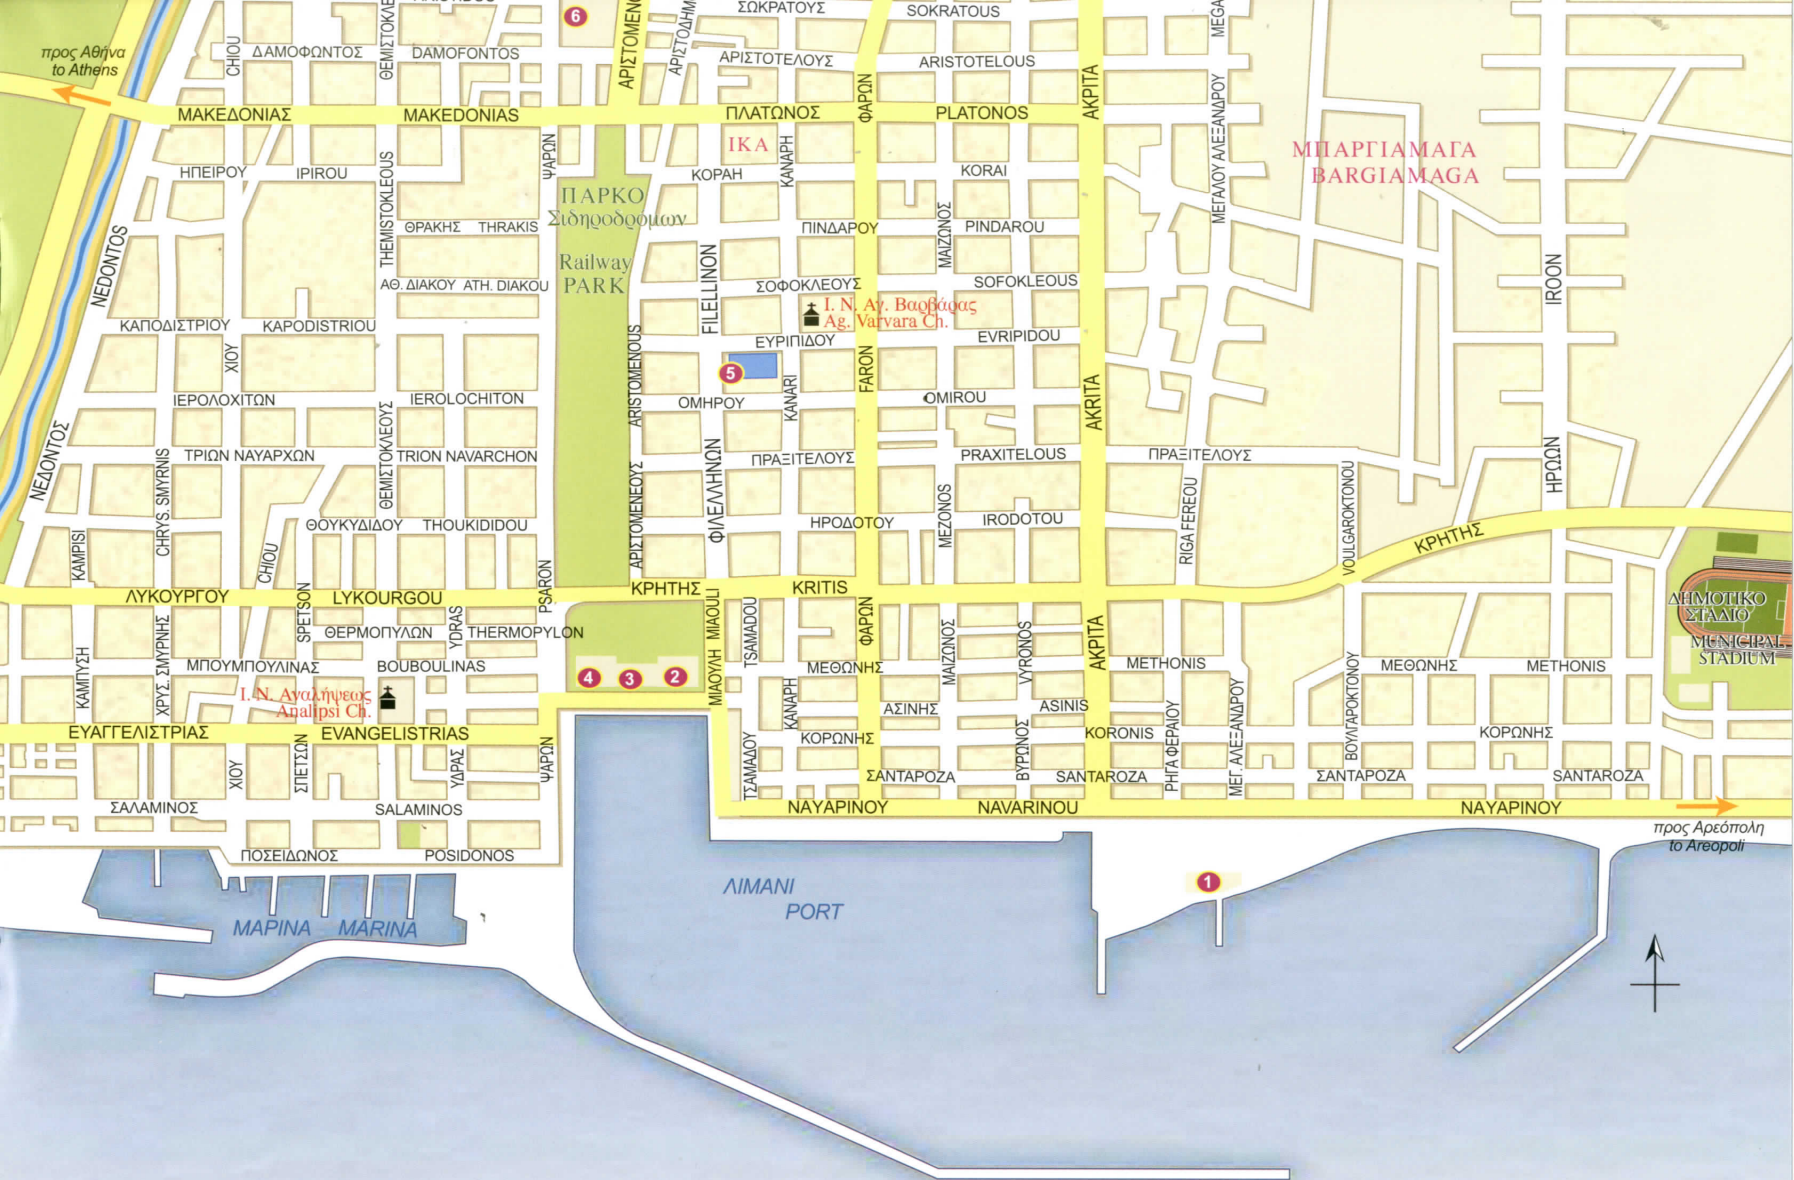 ΣΩΚΡΑΤΟΥΣ
SOKRATOUS
6
προς Αθήνα
to Athens
CHIOU
ΔΑΜΟΦΩΝΤΟΣ
DAMOFONTOS
ΑΡΙΣΤΟΤΕΛΟΥΣ
ARISTOTELOUS
ΦΑΡΩΝ
ΑΚΡΙΤΑ
ΜΑΚΕDΟΝΙΑS
MAKEDONIAS
ΠΛΑΤΩΝΟΣ
PLATONOS
ΜΕΓΑΛΟΥ ΑΛΕΞΑΝΔΡΟΥ
ΙΚΑ
ΚΑΝΑΡΗ
ΨΑΡΩΝ
ΜΠΑΡΓΙΑΜΑΓΑ
BARGIAMAGA
ΗΠΕΙΡΟΥ
IPIROU
THEMISTOKLEOUS
ΚΟΡΑΗ
KORAI
ΠΑΡΚΟ
Σιδηροδρόμων
Railway
PARK
ΘΡΑΚΗΣ
THRAKIS
ΠΙΝΔΑΡΟΥ
ΜΑΙΖΩΝΟΣ
PINDAROU
NEDONTOS
FILELLINON
IROON
ΑΘ. ΔΙΑΚΟΥ
ATH. DIAKOU
ΣΟΦΟΚΛΕΟΥΣ
SOFOKLEOUS
Ι. Ν. Αγ. Βαρβάρας
Ag. Varvara Ch.
ΚΑΠΟΔΙΣΤΡΙΟΥ
KAPODISTRIOU
ΧΙΟΥ
ARISTOMENOUS
ΕΥΡΙΠΙΔΟΥ
EVRIPIDOU
5
FARON
AKRITA
KANARI
ΙΕΡΟΛΟΧΙΤΩΝ
IEROLOCHITON
ΟΜΗΡΟΥ
OMIROU
ΝΕΔΟΝΤΟΣ
ΘΕΜΙΣΤΟΚΛΕΟΥΣ
ΤΡΙΩΝ ΝΑΥΑΡΧΩΝ
TRION NAVARCHON
ΠΡΑΞΙΤΕΛΟΥΣ
PRAXITELOUS
ΠΡΑΞΙΤΕΛΟΥΣ
ΗΡΩΩΝ
CHRYS. SMYRNIS
ΑΡΙΣΤΟΜΕΝΕΟΥΣ
ΦΙΛΕΛΛΗΝΩΝ
MEZONOS
RIGA FEREOU
VOULGAROKTONOU
ΘΟΥΚΥΔΙΔΟΥ
THOUKIDIDOU
ΗΡΟΔΟΤΟΥ
IRODOTOU
ΚΡΗΤΗΣ
KAMPISI
CHIOU
PSARON
ΛΥΚΟΥΡΓΟΥ
LYKOURGOU
ΚΡΗΤΗΣ
KRITIS
ΔΗΜΟΤΙΚΟ
ΣΤΑΔΙΟ
MUNICIPAL
STADIUM
SPETSON
YDRAS
MIAOULI
TSAMADOU
ΦΑΡΩΝ
ΜΑΙΖΩΝΟΣ
VYRONOS
ΑΚΡΙΤΑ
ΘΕΡΜΟΠΥΛΩΝ
THERMOPYLON
ΚΑΜΠΥΣΗ
ΧΡΥΣ. ΣΜΥΡΝΗΣ
ΜΠΟΥΜΠΟΥΛΙΝΑΣ
BOUBOULINAS
ΜΕΘΩΝΗΣ
METHONIS
ΜΕΘΩΝΗΣ
METHONIS
4
3
2
ΜΙΑΟΥΛΗ
ΚΑΝΑΡΗ
Ι. Ν. Αναλήψεως
Analipsi Ch.
ΑΣΙΝΗΣ
ASINIS
ΡΗΓΑ ΦΕΡΑΙΟΥ
ΜΕΓ. ΑΛΕΞΑΝΔΡΟΥ
ΒΟΥΛΓΑΡΟΚΤΟΝΟΥ
ΕΥΑΓΓΕΛΙΣΤΡΙΑΣ
EVANGELISTRIAS
ΚΟΡΩΝΗΣ
KORONIS
ΚΟΡΩΝΗΣ
ΧΙΟΥ
ΣΠΕΤΣΩΝ
ΥΔΡΑΣ
ΨΑΡΩΝ
ΤΣΑΜΑΔΟΥ
ΒΥΡΩΝΟΣ
ΣΑΝΤΑΡΟΖΑ
SANTAROZA
ΣΑΝΤΑΡΟΖΑ
SANTAROZA
ΣΑΛΑΜΙΝΟΣ
SALAMINOS
ΝΑΥΑΡΙΝΟΥ
NAVARINOU
ΝΑΥΑΡΙΝΟΥ
προς Αρεόπολη
to Areopoli
ΠΟΣΕΙΔΩΝΟΣ
POSIDONOS
1
ΛΙΜΑΝΙ
PORT
ΜΑΡΙΝΑ
MARINA